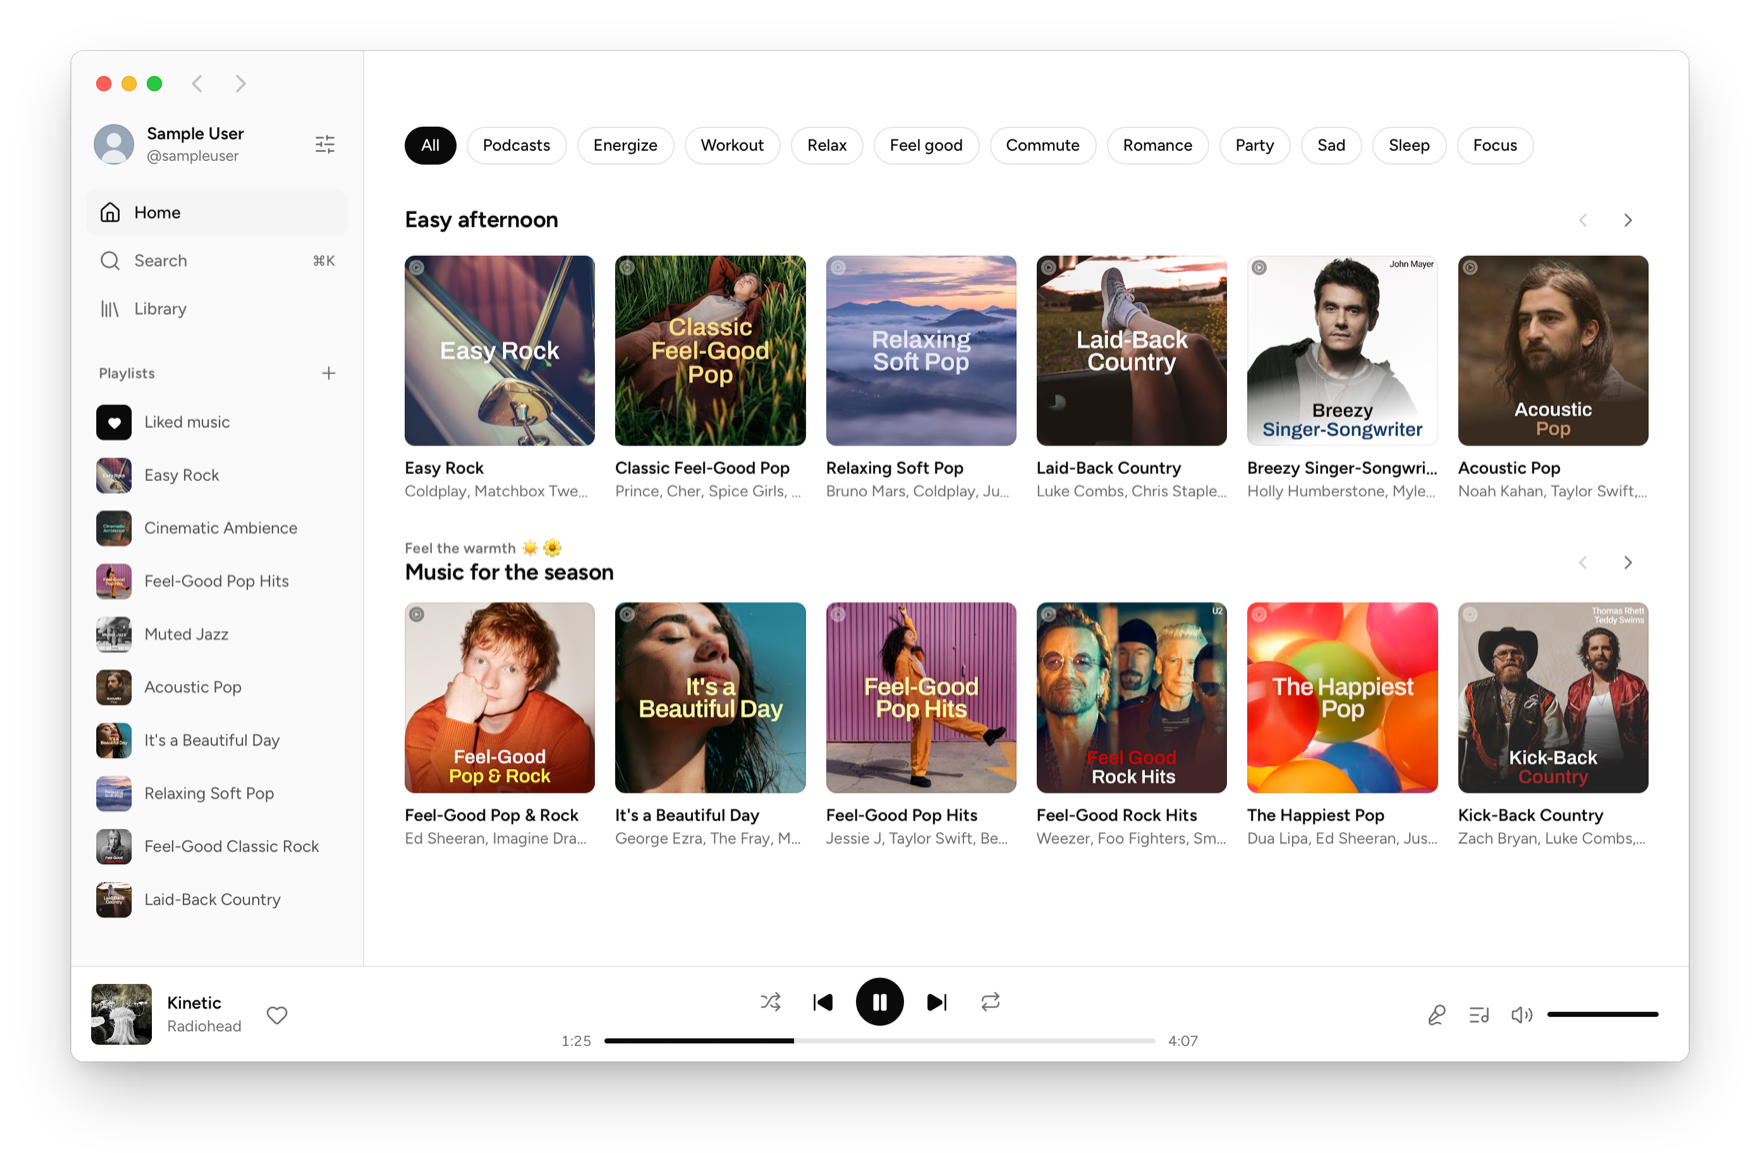 Sample User
@sampleuser
Home
Search ⌘K
Library
Playlists
Liked music
Easy Rock
Cinematic Ambience
Feel-Good Pop Hits
Muted Jazz
Acoustic Pop
It's a Beautiful Day
Relaxing Soft Pop
Feel-Good Classic Rock
Laid-Back Country
All Podcasts Energize Workout Relax Feel good Commute Romance Party Sad Sleep Focus
Easy afternoon
Easy Rock
Classic
Feel-Good
Pop
Relaxing
Soft Pop
Laid-Back
Country
John Mayer
Breezy
Singer-Songwriter
Acoustic
Pop
Easy Rock
Coldplay, Matchbox Twe...
Classic Feel-Good Pop
Prince, Cher, Spice Girls, ...
Relaxing Soft Pop
Bruno Mars, Coldplay, Ju...
Laid-Back Country
Luke Combs, Chris Staple...
Breezy Singer-Songwri...
Holly Humberstone, Myle...
Acoustic Pop
Noah Kahan, Taylor Swift,...
Feel the warmth ☀️ 🌼
Music for the season
Feel-Good
Pop & Rock
It's a
Beautiful Day
Feel-Good
Pop Hits
U2
Feel Good
Rock Hits
The Happiest
Pop
Thomas Rhett
Teddy Swims
Kick-Back
Country
Feel-Good Pop & Rock
Ed Sheeran, Imagine Dra...
It's a Beautiful Day
George Ezra, The Fray, M...
Feel-Good Pop Hits
Jessie J, Taylor Swift, Be...
Feel-Good Rock Hits
Weezer, Foo Fighters, Sm...
The Happiest Pop
Dua Lipa, Ed Sheeran, Jus...
Kick-Back Country
Zach Bryan, Luke Combs,...
Kinetic
Radiohead
1:25
4:07